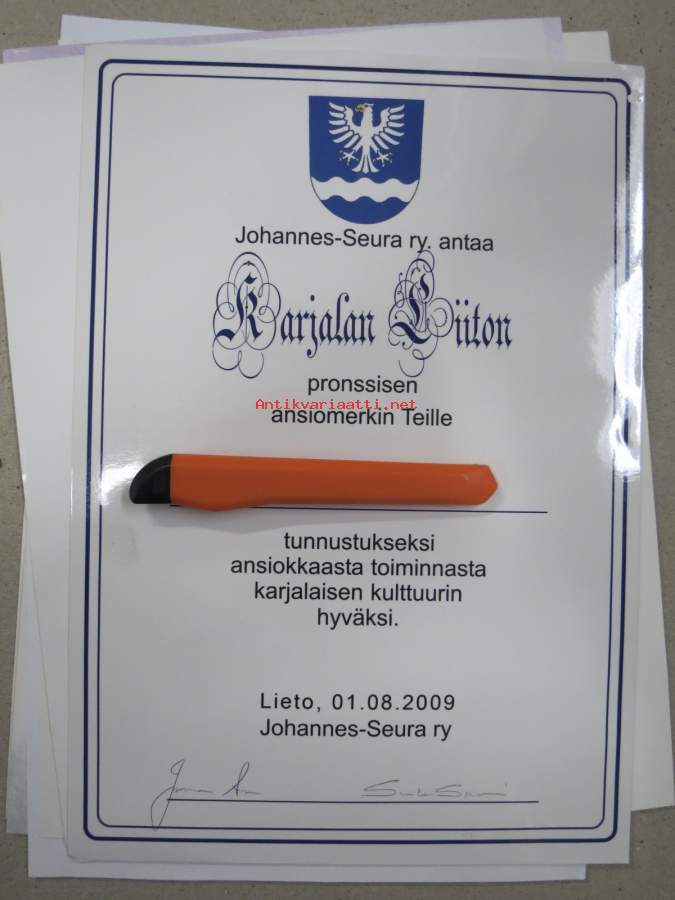 Johannes-Seura ry. antaa
Karjalan Liiton
pronssisen
Antikvariaatti.net
ansiomerkin Teille
tunnustukseksi
ansiokkaasta toiminnasta
karjalaisen kulttuurin
hyväksi.
Lieto, 01.08.2009
Johannes-Seura ry